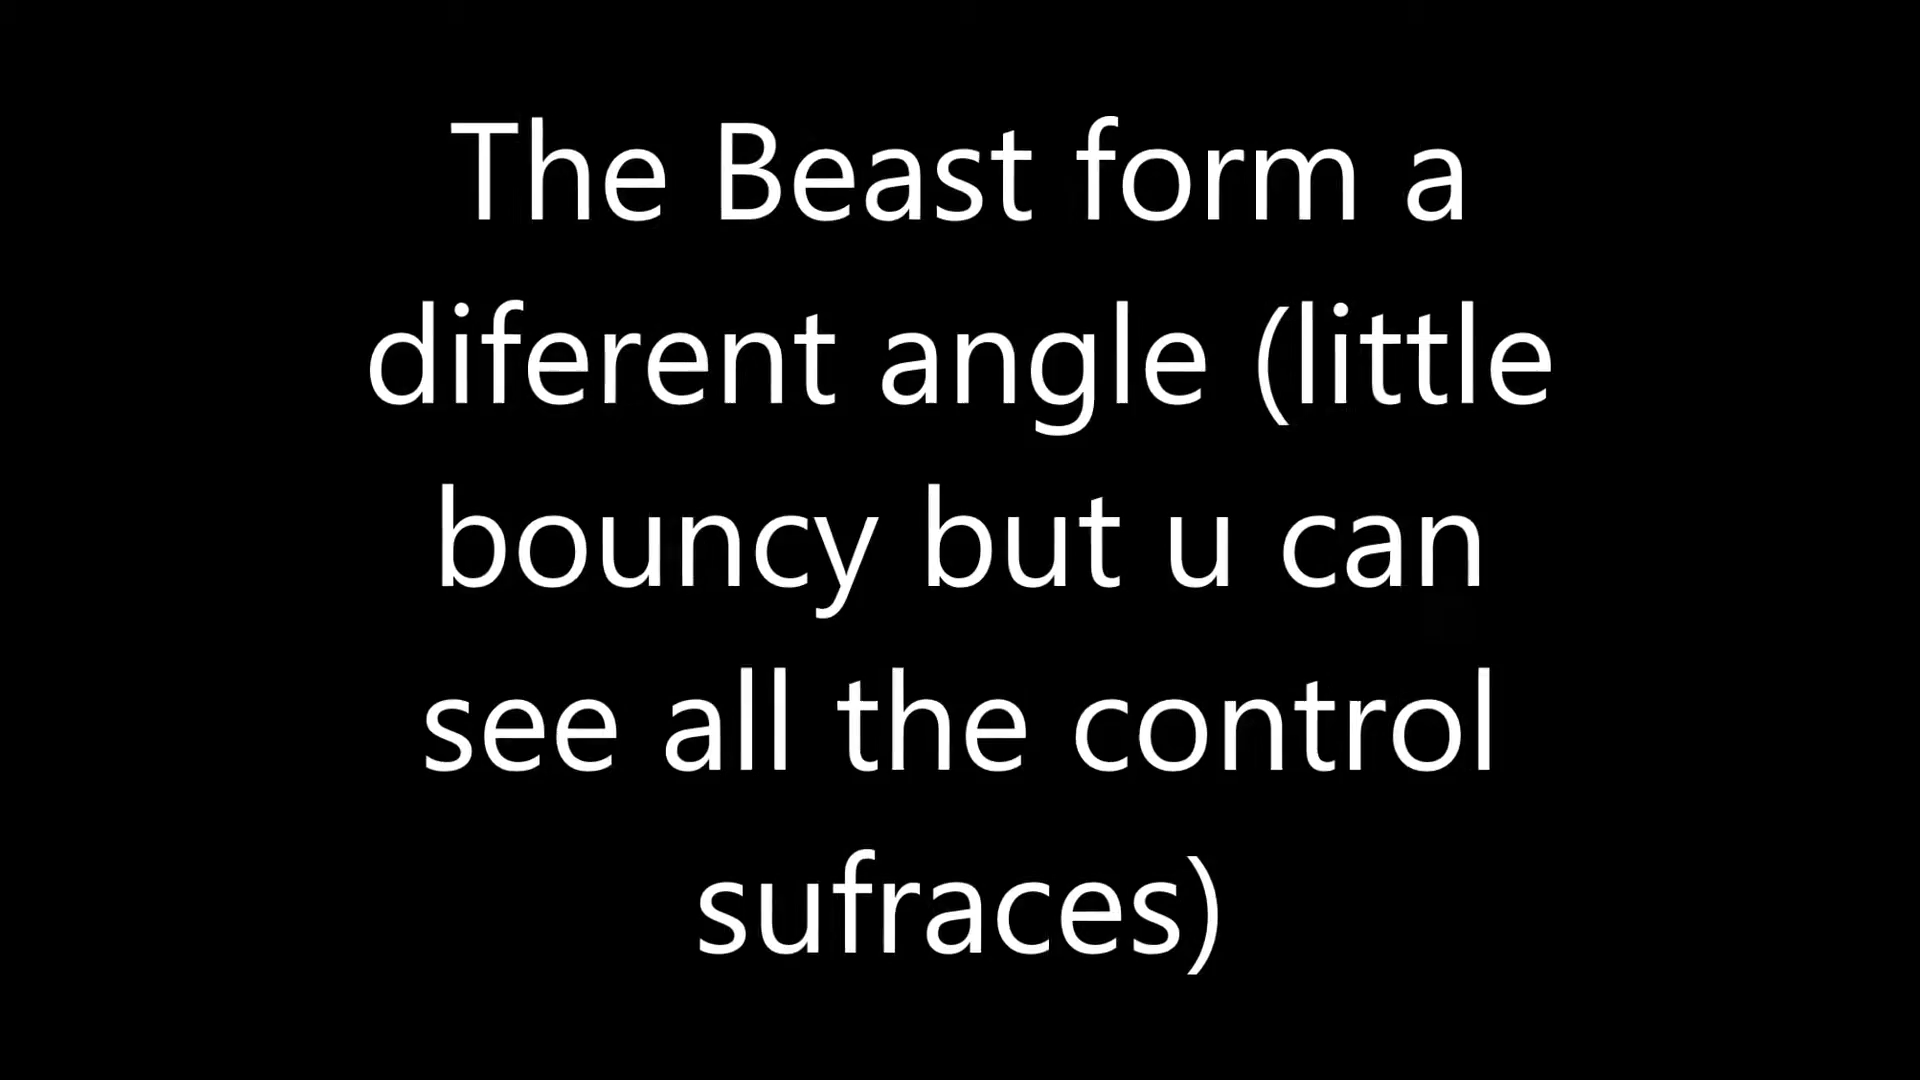 The Beast form a
diferent angle (little
bouncy but u can
see all the control
sufraces)